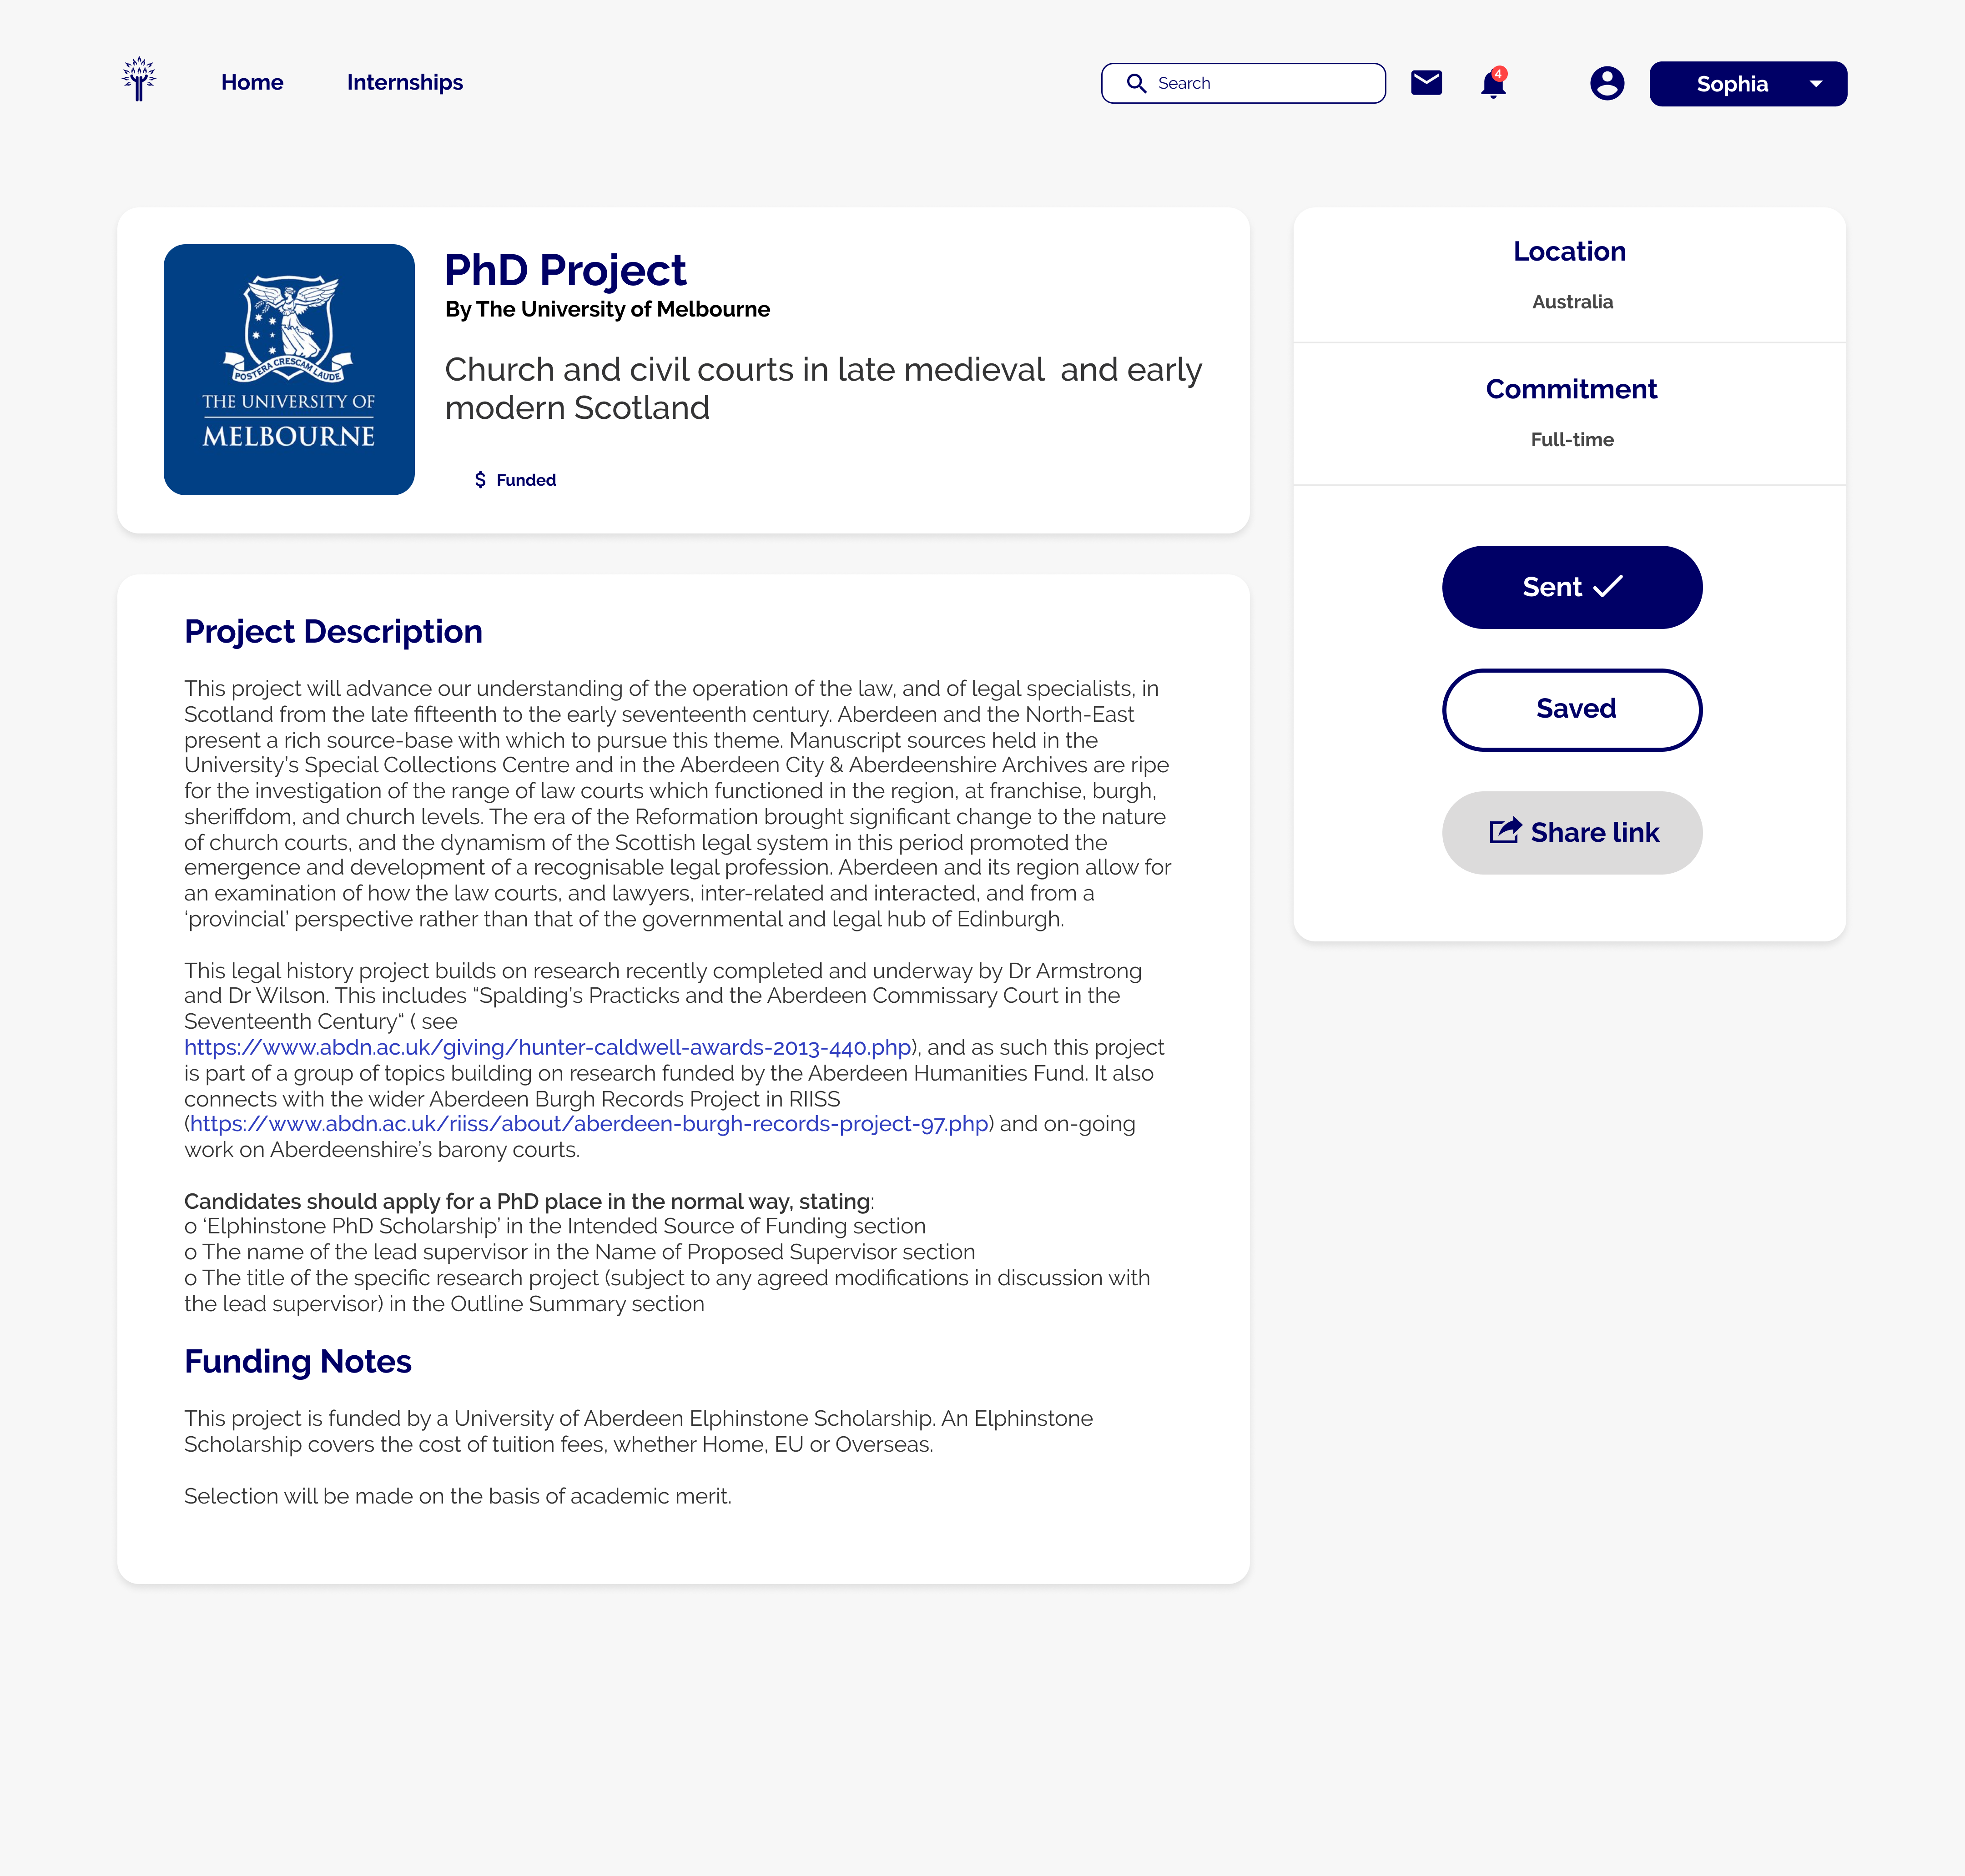 Home
Internships
Search
4
Sophia
POSTERA CRESCAM LAUDE
THE UNIVERSITY OF
MELBOURNE
PhD Project
By The University of Melbourne
Church and civil courts in late medieval  and early
modern Scotland
$ Funded
Location
Australia
Commitment
Full-time
Sent
Saved
Share link
Project Description
This project will advance our understanding of the operation of the law, and of legal specialists, in
Scotland from the late fifteenth to the early seventeenth century. Aberdeen and the North-East
present a rich source-base with which to pursue this theme. Manuscript sources held in the
University’s Special Collections Centre and in the Aberdeen City & Aberdeenshire Archives are ripe
for the investigation of the range of law courts which functioned in the region, at franchise, burgh,
sheriffdom, and church levels. The era of the Reformation brought significant change to the nature
of church courts, and the dynamism of the Scottish legal system in this period promoted the
emergence and development of a recognisable legal profession. Aberdeen and its region allow for
an examination of how the law courts, and lawyers, inter-related and interacted, and from a
‘provincial’ perspective rather than that of the governmental and legal hub of Edinburgh.
This legal history project builds on research recently completed and underway by Dr Armstrong
and Dr Wilson. This includes “Spalding’s Practicks and the Aberdeen Commissary Court in the
Seventeenth Century“ ( see
https://www.abdn.ac.uk/giving/hunter-caldwell-awards-2013-440.php), and as such this project
is part of a group of topics building on research funded by the Aberdeen Humanities Fund. It also
connects with the wider Aberdeen Burgh Records Project in RIISS
(https://www.abdn.ac.uk/riiss/about/aberdeen-burgh-records-project-97.php) and on-going
work on Aberdeenshire’s barony courts.
Candidates should apply for a PhD place in the normal way, stating:
o ‘Elphinstone PhD Scholarship’ in the Intended Source of Funding section
o The name of the lead supervisor in the Name of Proposed Supervisor section
o The title of the specific research project (subject to any agreed modifications in discussion with
the lead supervisor) in the Outline Summary section
Funding Notes
This project is funded by a University of Aberdeen Elphinstone Scholarship. An Elphinstone
Scholarship covers the cost of tuition fees, whether Home, EU or Overseas.
Selection will be made on the basis of academic merit.